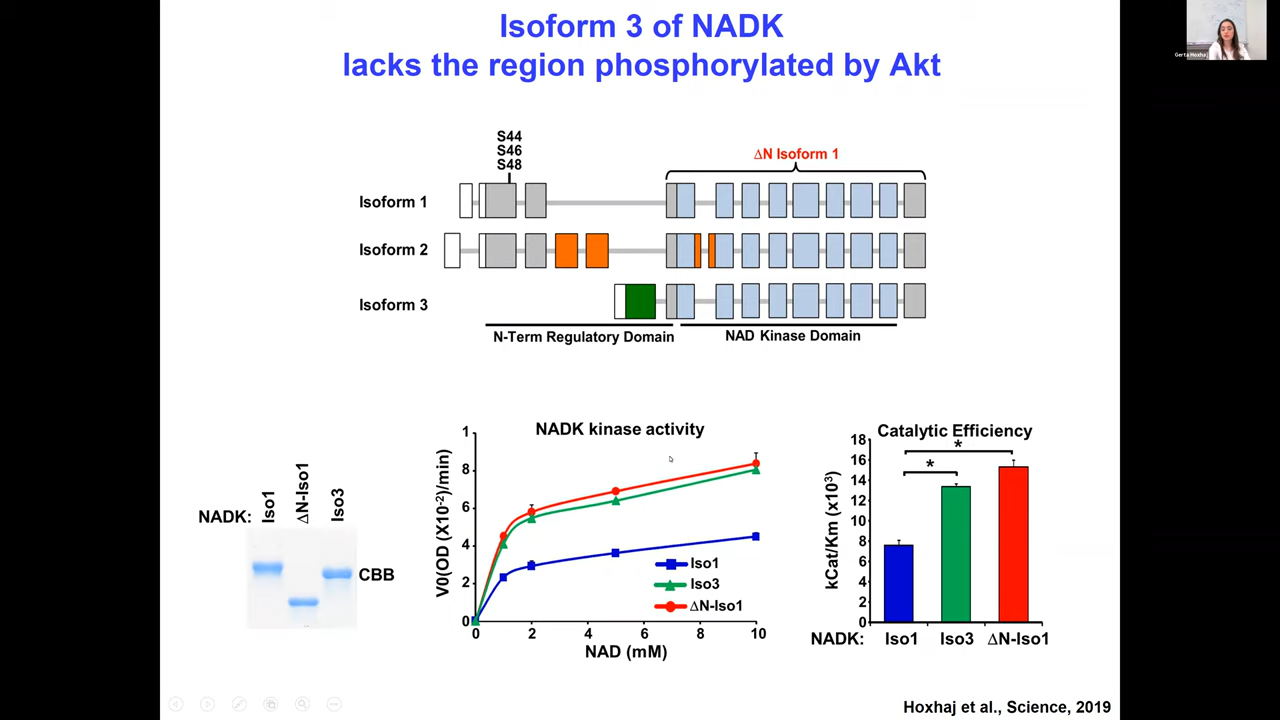 Isoform 3 of NADK
lacks the region phosphorylated by Akt
S44
S46
S48
ΔN Isoform 1
Isoform 1
Isoform 2
Isoform 3
N-Term Regulatory Domain
NAD Kinase Domain
NADK:
Iso1
ΔN-Iso1
Iso3
CBB
NADK kinase activity
V0(OD (X10-2)/min)
1
8
6
4
2
0
0
2
4
6
8
10
NAD (mM)
Iso1
Iso3
ΔN-Iso1
Catalytic Efficiency
kCat/Km (x10³)
18
16
14
12
10
8
6
4
2
0
*
*
NADK:
Iso1
Iso3
ΔN-Iso1
Hoxhaj et al., Science, 2019
Gerta Hoxhaj